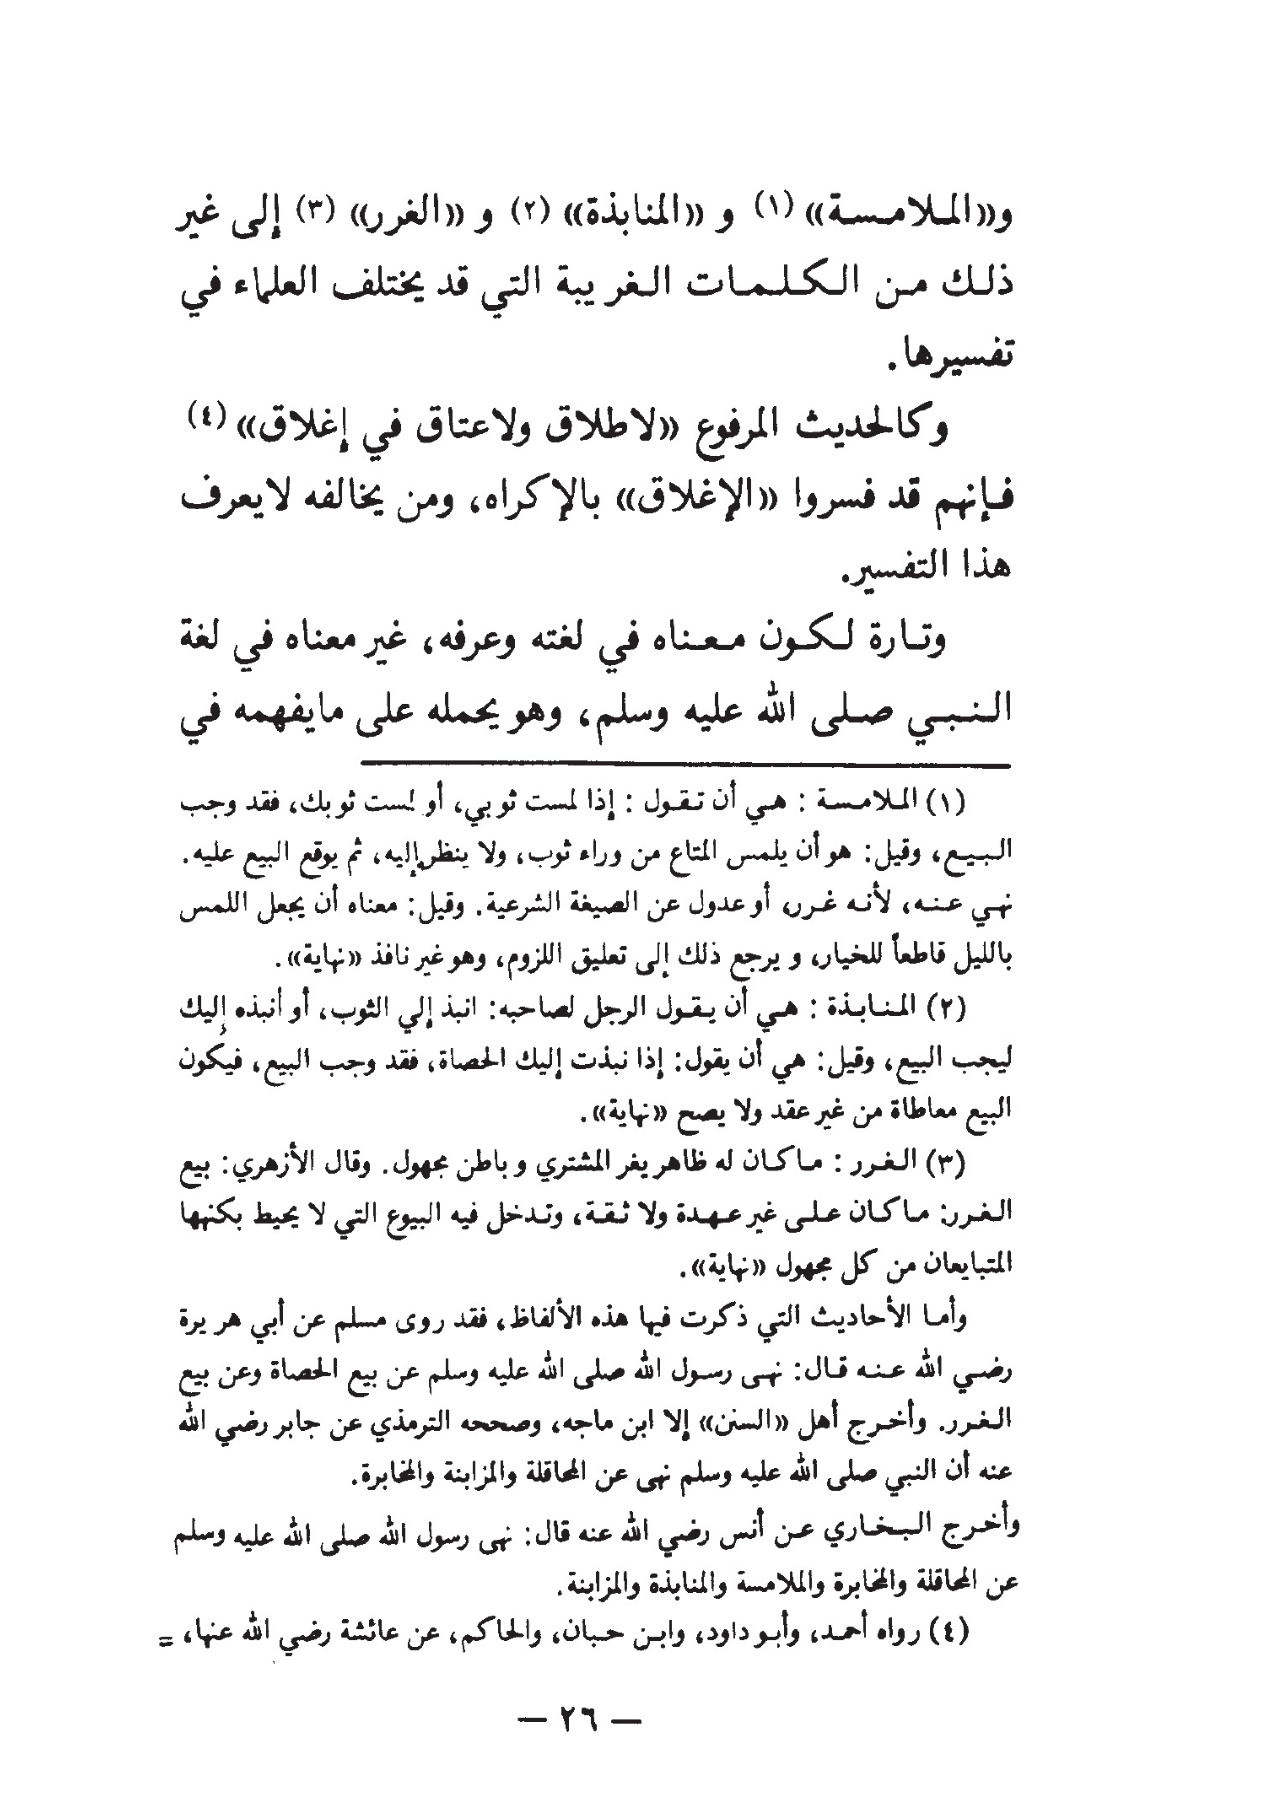 و«الملامسة» (١) و «المنابذة» (٢) و «الغرر» (٣) إلى غير
ذلك من الكلمات الغريبة التي قد يختلف العلماء في
تفسيرها.
وكالحديث المرفوع «لاطلاق ولاعتاق في إغلاق» (٤)
فإنهم قد فسروا «الإغلاق» بالإكراه، ومن يخالفه لايعرف
هذا التفسير.
وتارة لكون معناه في لغته وعرفه، غير معناه في لغة
النبي صلى الله عليه وسلم، وهو يحمله على مايفهمه في
(١) الملامسة : هي أن تقول : إذا لمست ثوبي، أو لمست ثوبك، فقد وجب
البيع، وقيل: هو أن يلمس المتاع من وراء ثوب، ولا ينظر إليه، ثم يوقع البيع عليه.
نهي عنه، لأنه غرر، أو عدول عن الصيغة الشرعية. وقيل: معناه أن يجعل اللمس
بالليل قاطعاً للخيار، ويرجع ذلك إلى تعليق اللزوم، وهو غير نافذ «نهاية».
(٢) المنابذة : هي أن يقول الرجل لصاحبه: انبذ إلي الثوب، أو أنبذه إليك
ليجب البيع، وقيل: هي أن يقول: إذا نبذت إليك الحصاة، فقد وجب البيع، فيكون
البيع معاطاة من غير عقد ولا يصح «نهاية».
(٣) الغرر : ما كان له ظاهر يغر المشتري وباطن مجهول. وقال الأزهري: بيع
الغرر: ما كان على غير عهدة ولا ثقة، وتدخل فيه البيوع التي لا يحيط بكنهها
المتبايعان من كل مجهول «نهاية».
وأما الأحاديث التي ذكرت فيها هذه الألفاظ، فقد روى مسلم عن أبي هريرة
رضي الله عنه قال: نهى رسول الله صلى الله عليه وسلم عن بيع الحصاة وعن بيع
الغرر. وأخرج أهل «السنن» إلا ابن ماجه، وصححه الترمذي عن جابر رضي الله
عنه أن النبي صلى الله عليه وسلم نهى عن المحاقلة والمزابنة والمخابرة.
وأخرج البخاري عن أنس رضي الله عنه قال: نهى رسول الله صلى الله عليه وسلم
عن المحاقلة والمخابرة والملامسة والمنابذة والمزابنة.
(٤) رواه أحمد، وأبو داود، وابن حبان، والحاكم، عن عائشة رضي الله عنها، =
— ٢٦ —